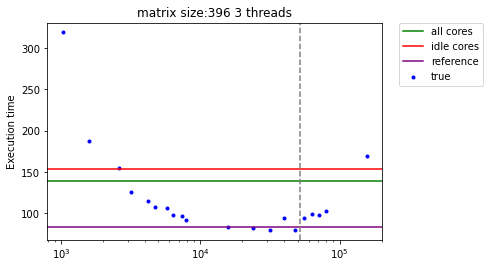 matrix size:396 3 threads
Execution time
300
250
200
150
100
10³
10⁴
10⁵
all cores
idle cores
reference
true